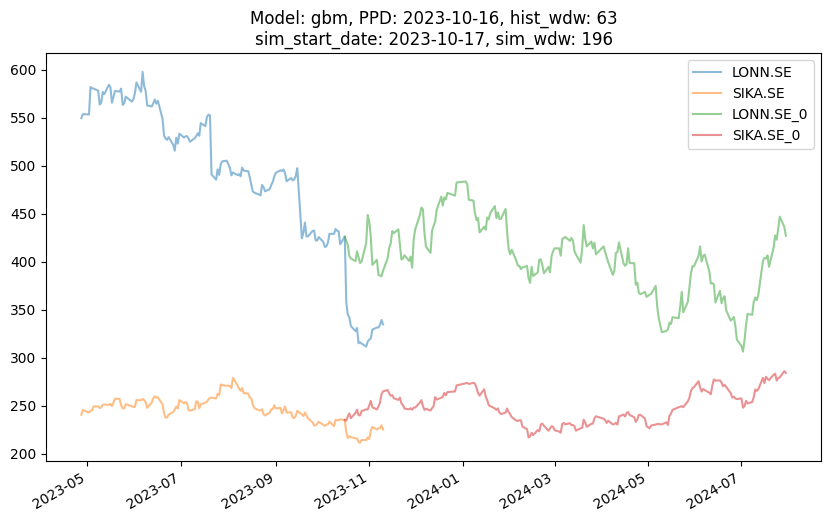 Model: gbm, PPD: 2023-10-16, hist_wdw: 63
sim_start_date: 2023-10-17, sim_wdw: 196
600
550
500
450
400
350
300
250
200
LONN.SE
SIKA.SE
LONN.SE_0
SIKA.SE_0
2023-05
2023-07
2023-09
2023-11
2024-01
2024-03
2024-05
2024-07